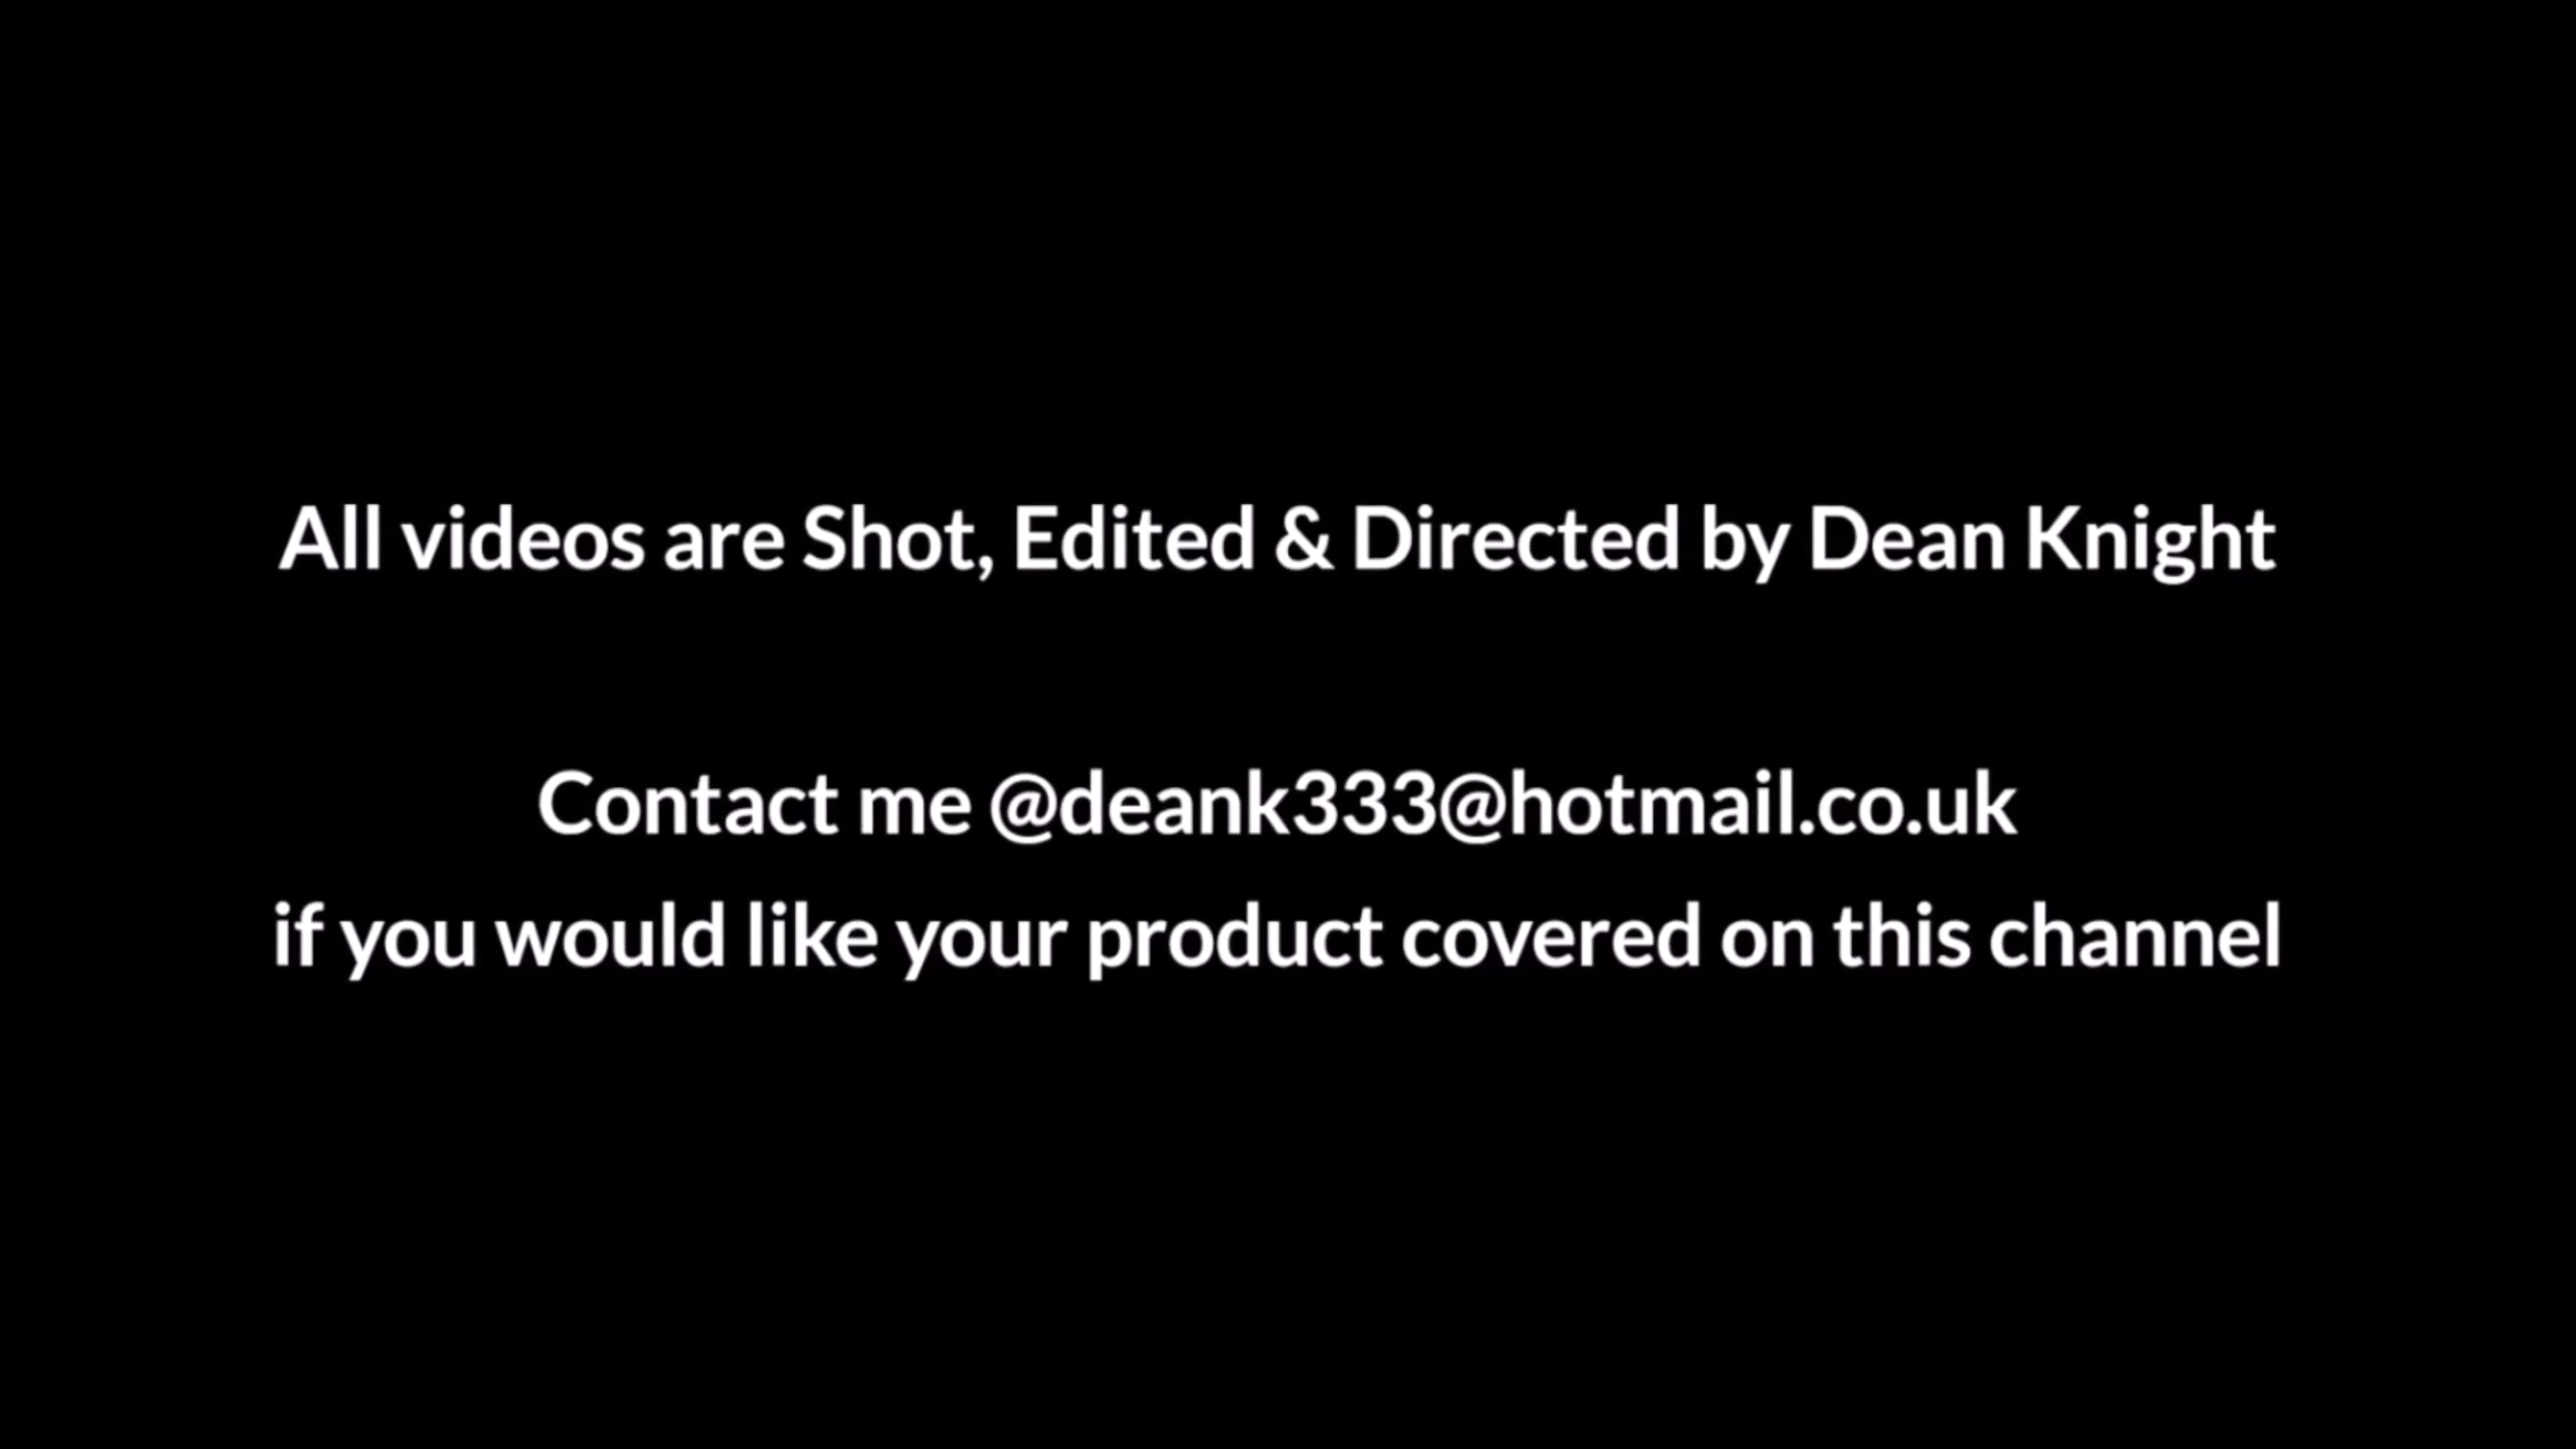 All videos are Shot, Edited & Directed by Dean Knight
Contact me @deank333@hotmail.co.uk
if you would like your product covered on this channel